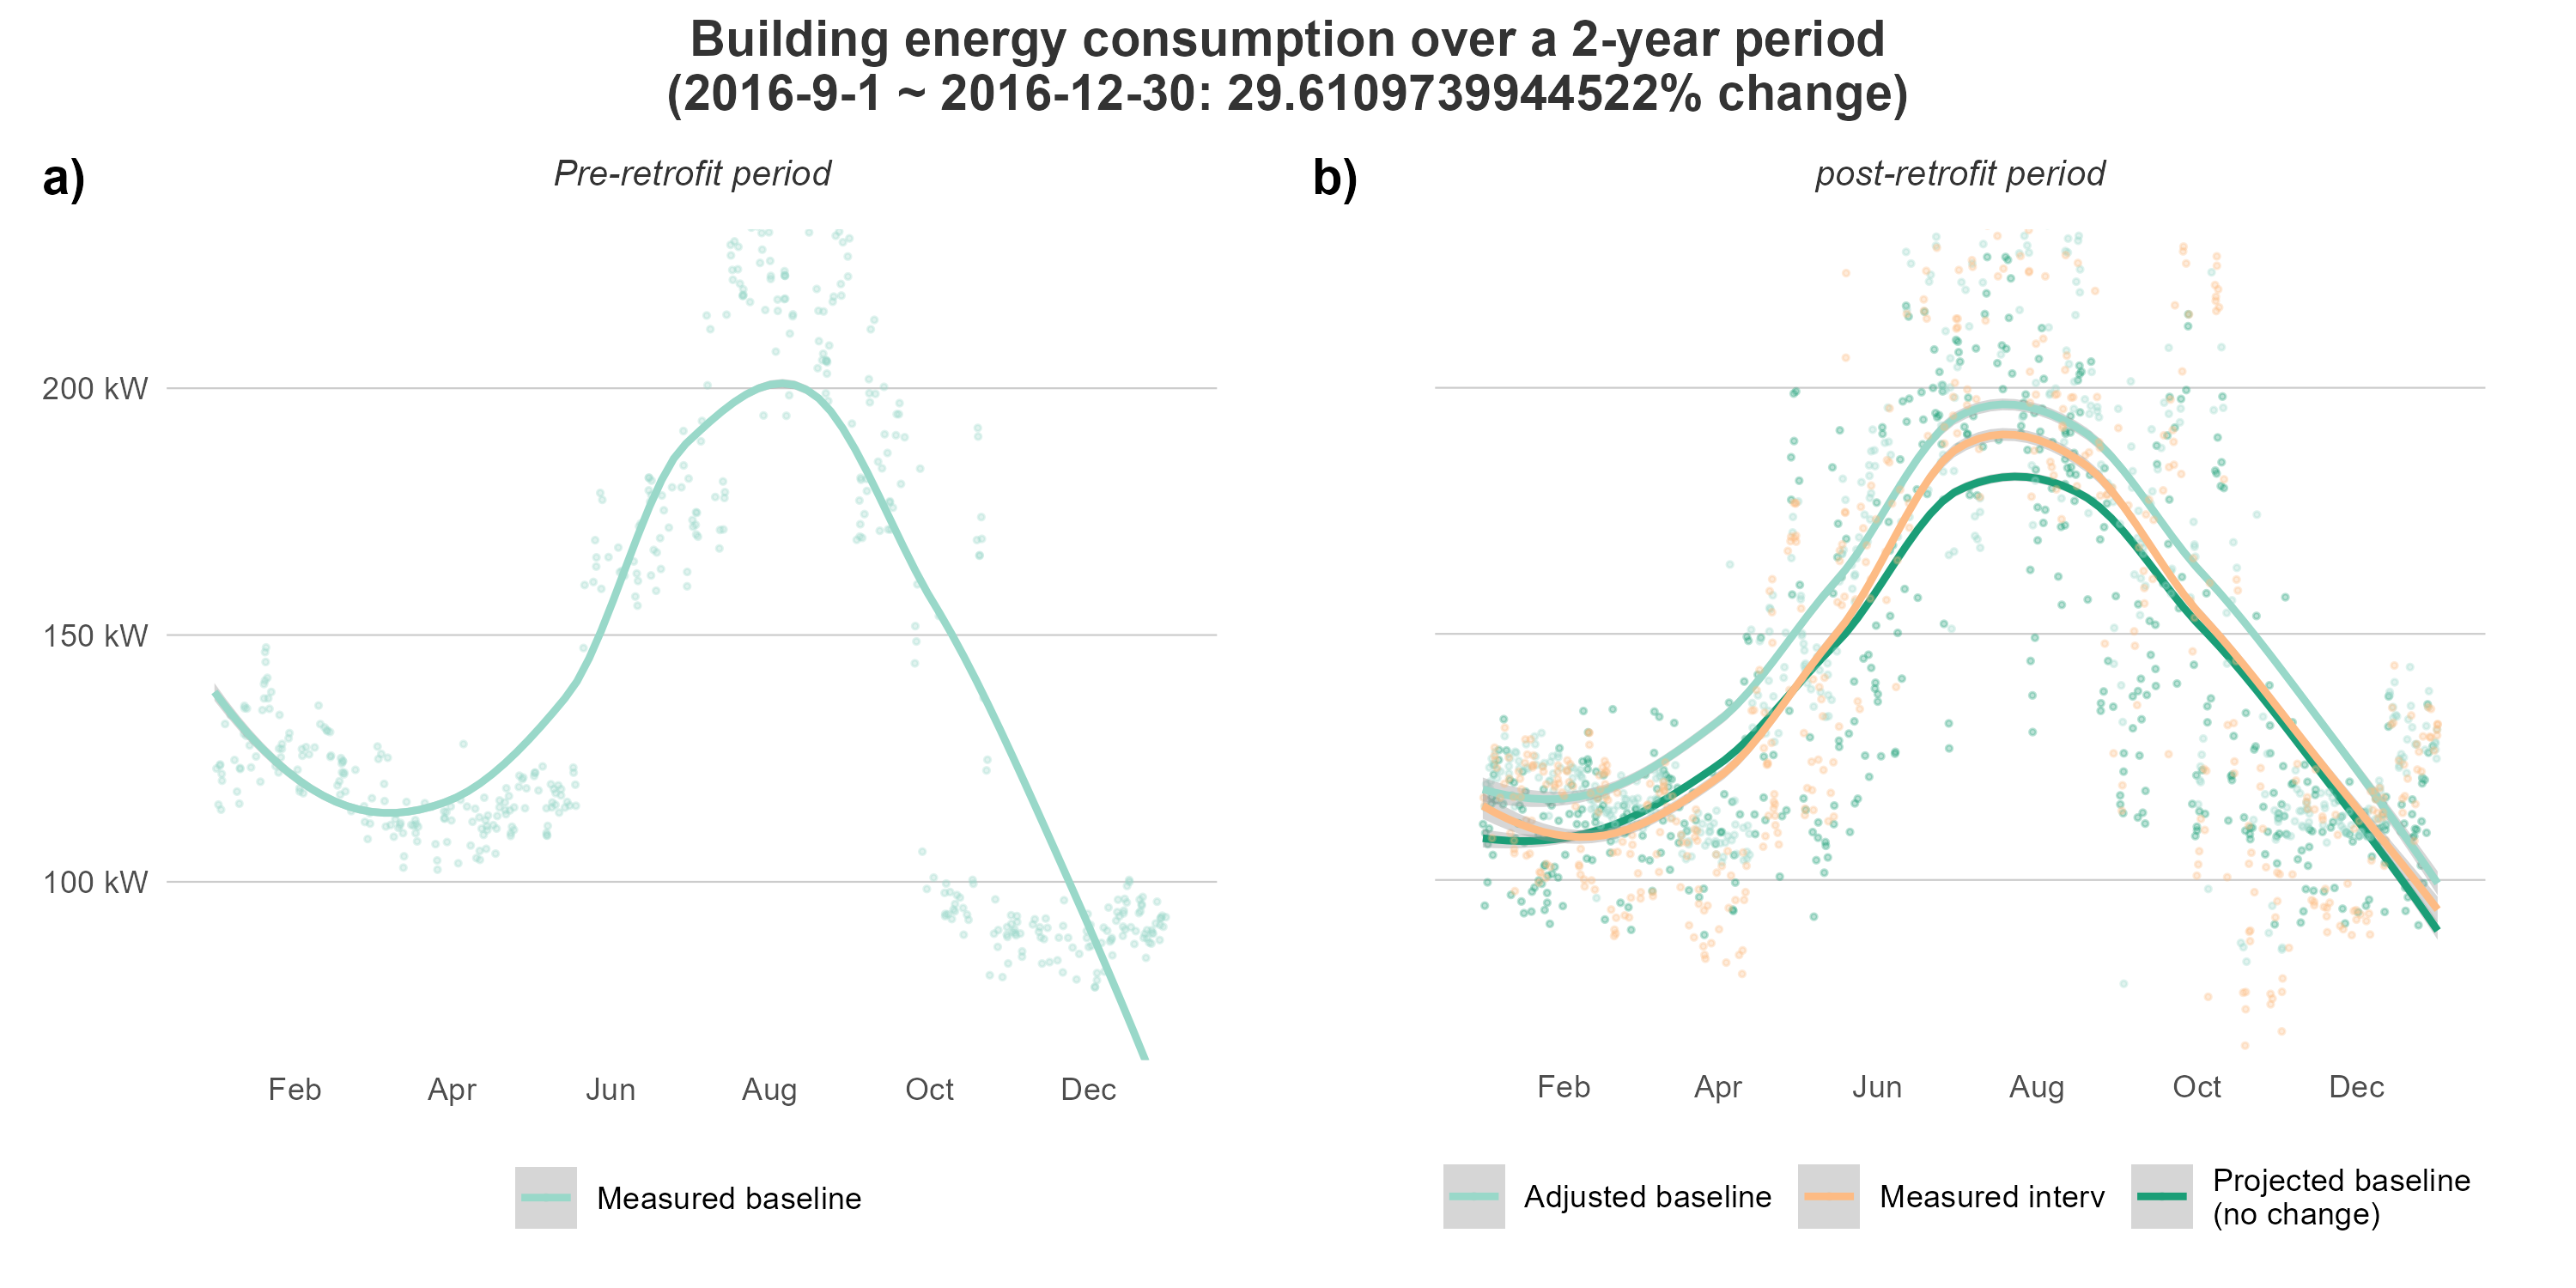 Building energy consumption over a 2-year period
(2016-9-1 ~ 2016-12-30: 29.6109739944522% change)
a)
Pre-retrofit period
200 kW
150 kW
100 kW
Feb Apr Jun Aug Oct Dec
Measured baseline
b)
post-retrofit period
Feb Apr Jun Aug Oct Dec
Adjusted baseline
Measured interv
Projected baseline
(no change)